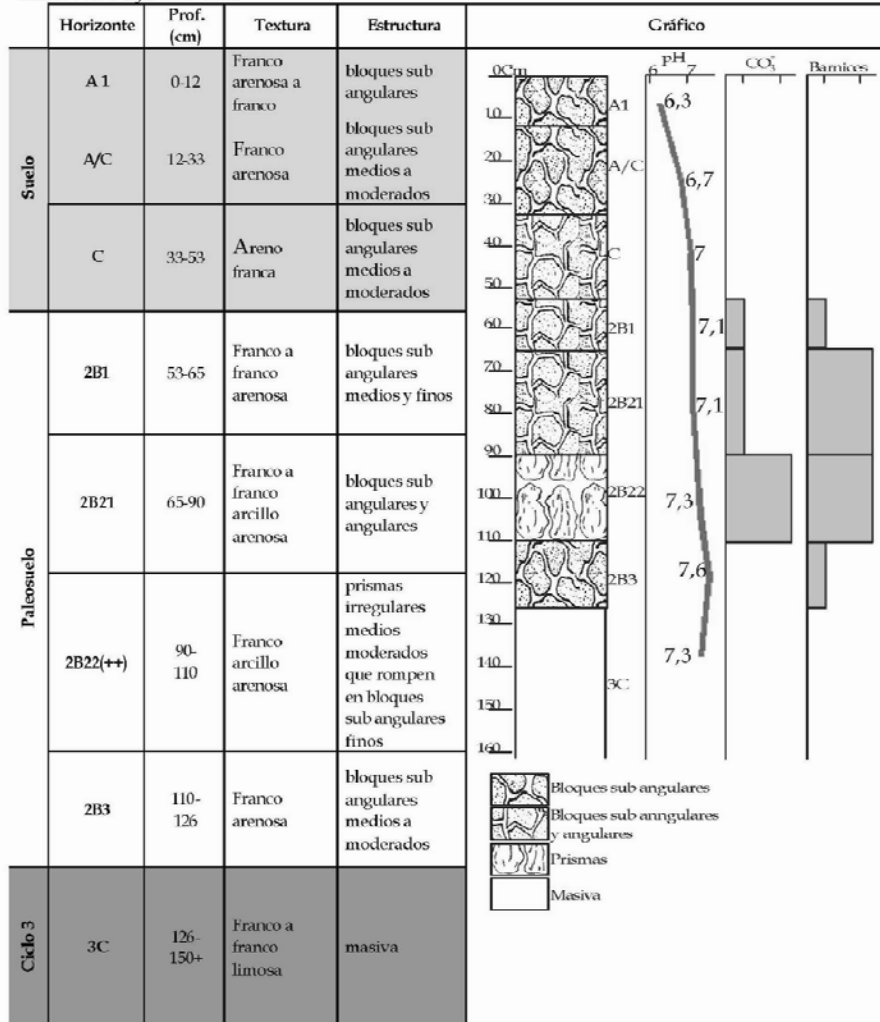 Horizonte
Prof.
(cm)
Textura
Estructura
Gráfico
Suelo
A 1
0-12
Franco
arenosa a
franco
bloques sub
angulares
A/C
12-33
Franco
arenosa
bloques sub
angulares
medios a
moderados
C
33-53
Areno
franca
bloques sub
angulares
medios a
moderados
Paleosuelo
2B1
53-65
Franco a
franco
arenosa
bloques sub
angulares
medios y finos
2B21
65-90
Franco a
franco
arcillo
arenosa
bloques sub
angulares y
angulares
2B22(++)
90-
110
Franco
arcillo
arenosa
prismas
irregulares
medios
moderados
que rompen
en bloques
sub angulares
finos
2B3
110-
126
Franco
arenosa
bloques sub
angulares
medios a
moderados
Ciclo 3
3C
126-
150+
Franco a
franco
limosa
masiva
0Cm
10
20
30
40
50
60
70
80
90
100
110
120
130
140
150
160
A1
A/C
C
2B1
2B21
2B22
2B3
3C
pH
6 7
6,3
6,7
7
7,1
7,1
7,3
7,6
7,3
CO₃⁼
Barnices
Bloques sub angulares
Bloques sub anngulares
y angulares
Prismas
Masiva